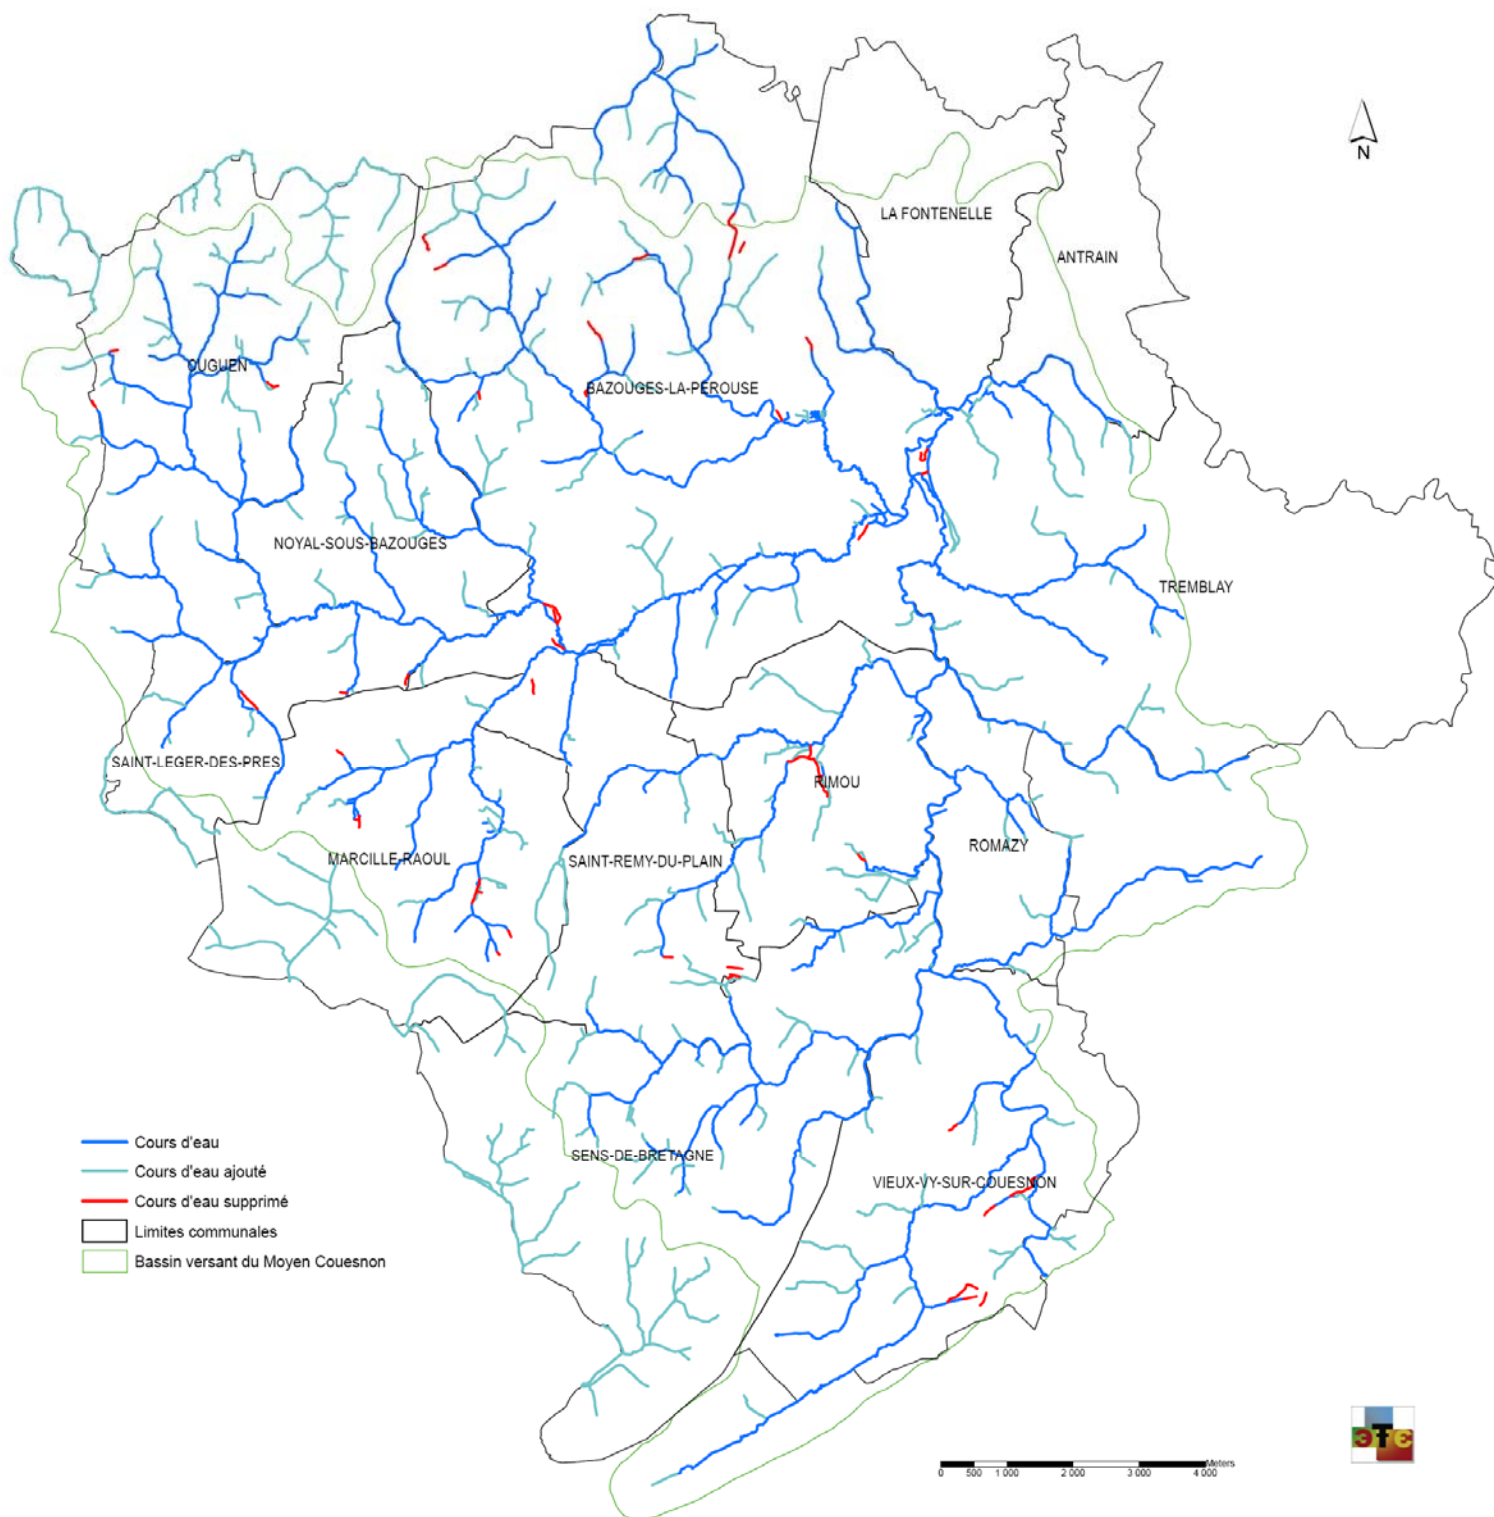 N
LA FONTENELLE
ANTRAIN
CUGUEN
BAZOUGES-LA-PEROUSE
NOYAL-SOUS-BAZOUGES
TREMBLAY
SAINT-LEGER-DES-PRES
RIMOU
MARCILLE-RAOUL
SAINT-REMY-DU-PLAIN
ROMAZY
SENS-DE-BRETAGNE
VIEUX-VY-SUR-COUESNON
Cours d'eau
Cours d'eau ajouté
Cours d'eau supprimé
Limites communales
Bassin versant du Moyen Couesnon
Meters
0 500 1 000 2 000 3 000 4 000